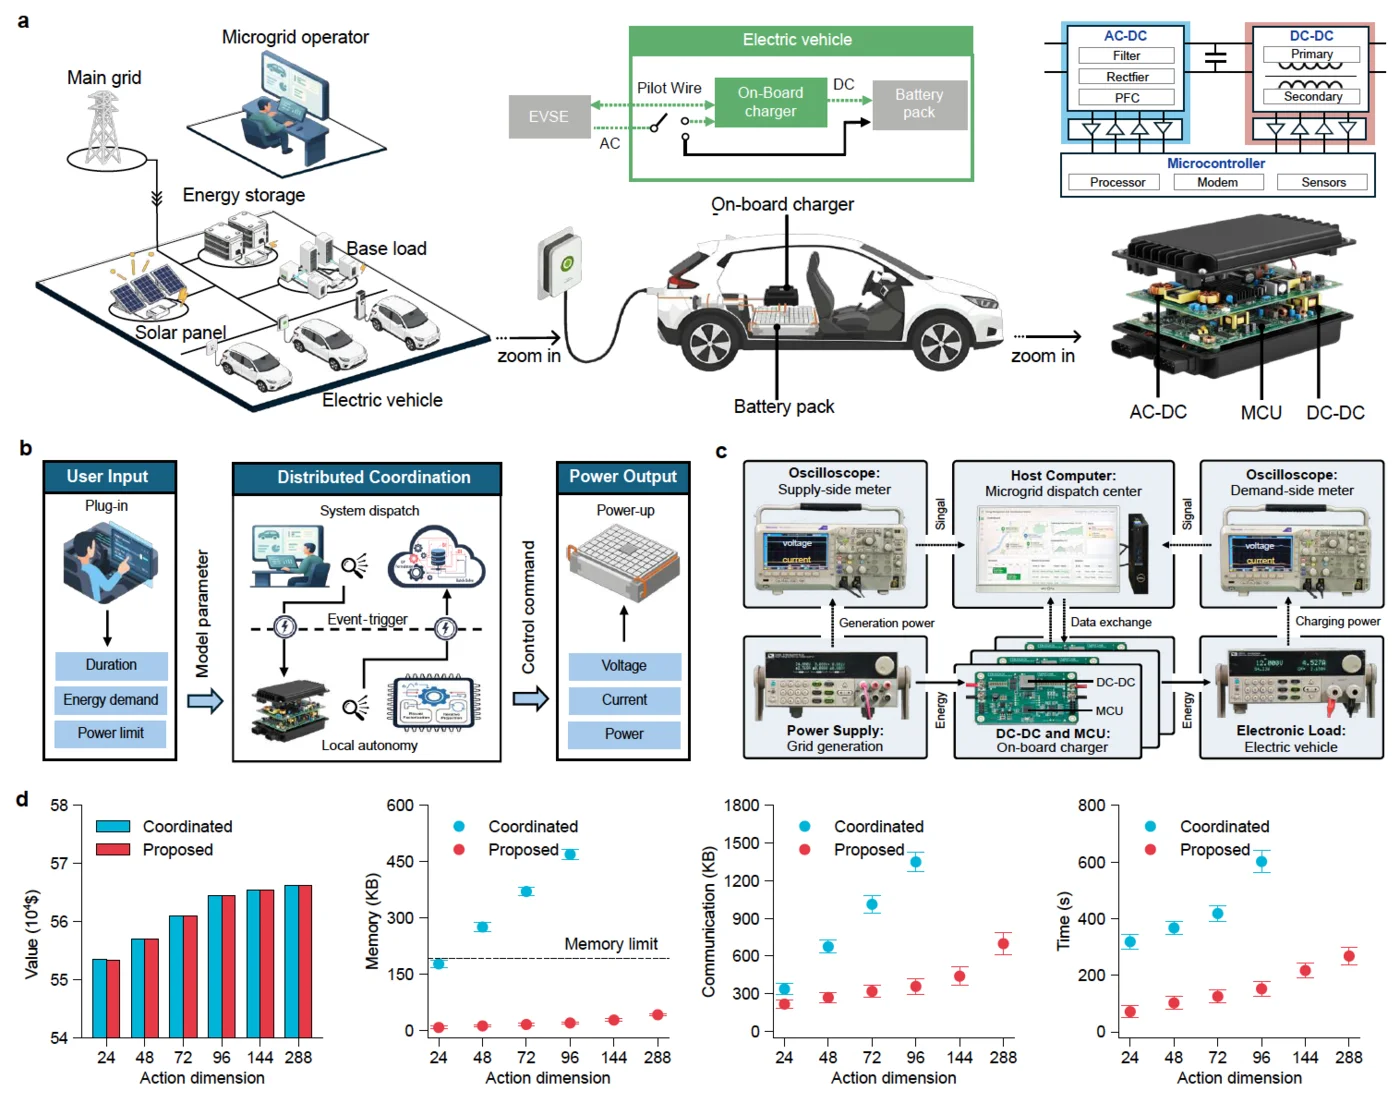 a
Microgrid operator
Main grid
Energy storage
Base load
Solar panel
Electric vehicle
zoom in
Electric vehicle
EVSE
Pilot Wire
AC
On-Board
charger
DC
Battery
pack
On-board charger
Battery pack
zoom in
AC-DC
Filter
Rectfier
PFC
DC-DC
Primary
Secondary
Microcontroller
Processor
Modem
Sensors
AC-DC
MCU
DC-DC
b
User Input
Plug-in
Duration
Energy demand
Power limit
Model parameter
Distributed Coordination
System dispatch
Event-trigger
Local autonomy
Control command
Power Output
Power-up
Voltage
Current
Power
c
Oscilloscope:
Supply-side meter
voltage
current
Singal
Host Computer:
Microgrid dispatch center
Signal
Oscilloscope:
Demand-side meter
voltage
current
Generation power
Data exchange
Charging power
Power Supply:
Grid generation
Energy
DC-DC
MCU
DC-DC and MCU:
On-board charger
Energy
12.000V
4.527A
Electronic Load:
Electric vehicle
d
Value (10⁴$)
58
57
56
55
54
Coordinated
Proposed
24 48 72 96 144 288
Action dimension
Memory (KB)
600
450
300
150
0
Coordinated
Proposed
Memory limit
24 48 72 96 144 288
Action dimension
Communication (KB)
1800
1500
1200
900
600
300
0
Coordinated
Proposed
24 48 72 96 144 288
Action dimension
Time (s)
800
600
400
200
0
Coordinated
Proposed
24 48 72 96 144 288
Action dimension